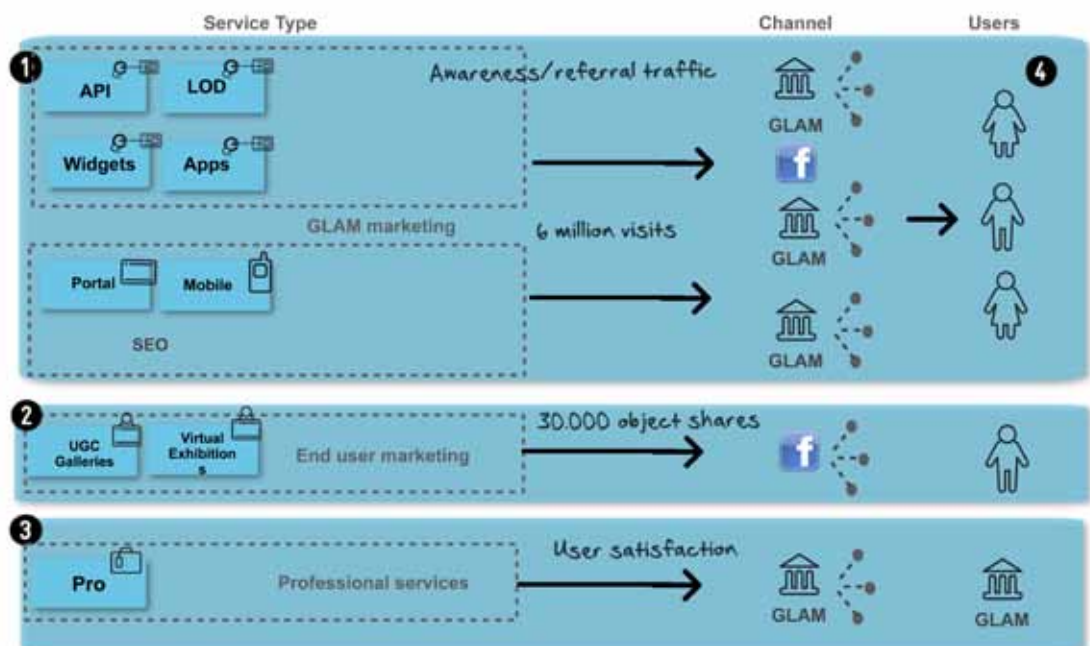 Service Type
Channel
Users
1
API
LOD
Awareness/referral traffic
GLAM
4
Widgets
Apps
f
GLAM marketing
6 million visits
GLAM
Portal
Mobile
SEO
GLAM
2
UGC
Galleries
Virtual
Exhibition
s
End user marketing
30.000 object shares
f
3
Pro
Professional services
User satisfaction
GLAM
GLAM